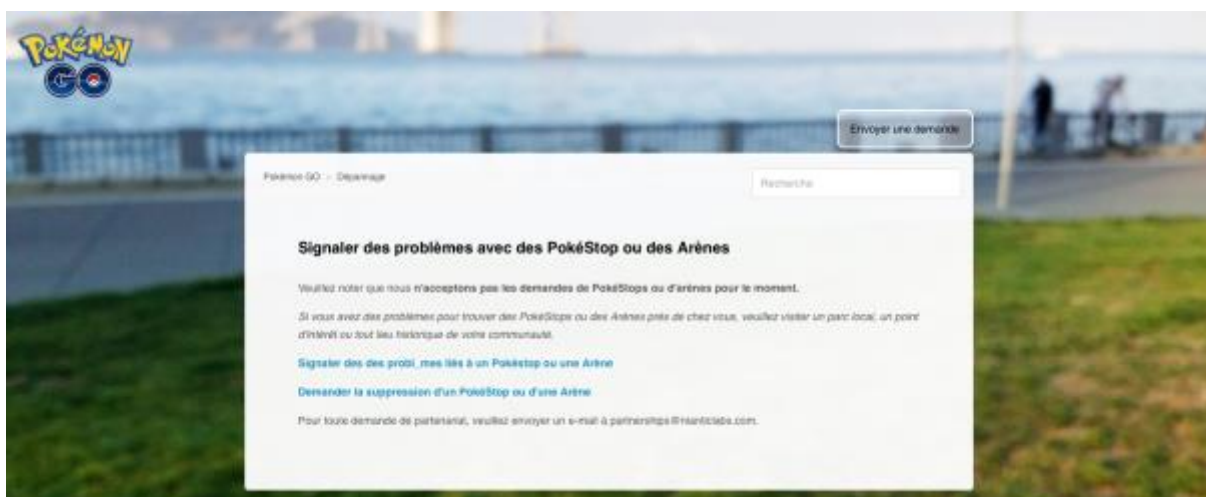 POKÉMON
GO
Envoyer une demande
Pokémon GO > Dépannage
Recherche
Signaler des problèmes avec des PokéStop ou des Arènes
Veuillez noter que nous n'acceptons pas les demandes de PokéStops ou d'arènes pour le moment.
Si vous avez des problèmes pour trouver des PokéStops ou des Arènes près de chez vous, veuillez visiter un parc local, un point
d'intérêt ou tout lieu historique de votre communauté.
Signaler des des probl_mes liés à un Pokéstop ou une Arène
Demander la suppression d'un PokéStop ou d'une Arène
Pour toute demande de partenariat, veuillez envoyer un e-mail à partnerships@nianticlabs.com.